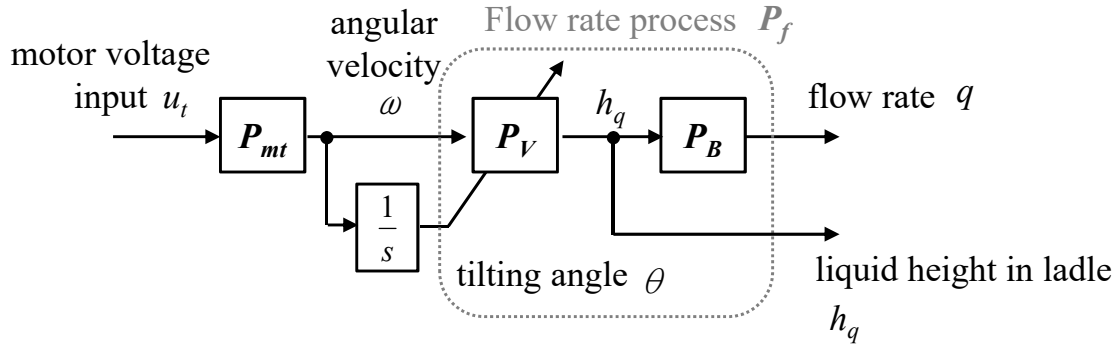 Flow rate process P_f
motor voltage
input u_t
angular
velocity
ω
h_q
flow rate q
P_mt
P_V
P_B
1
s
tilting angle θ
liquid height in ladle
h_q